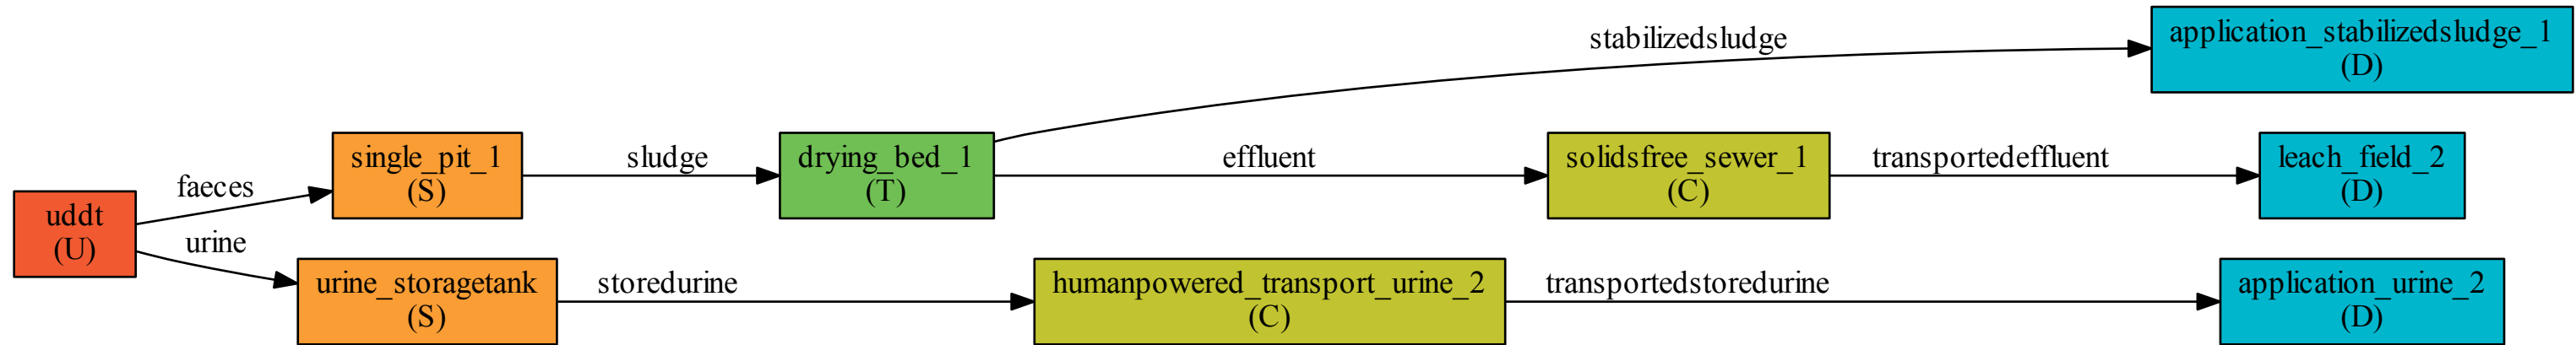 stabilizedsludge
application_stabilizedsludge_1
(D)
uddt
(U)
faeces
single_pit_1
(S)
sludge
drying_bed_1
(T)
effluent
solidsfree_sewer_1
(C)
transportedeffluent
leach_field_2
(D)
urine
urine_storagetank
(S)
storedurine
humanpowered_transport_urine_2
(C)
transportedstoredurine
application_urine_2
(D)